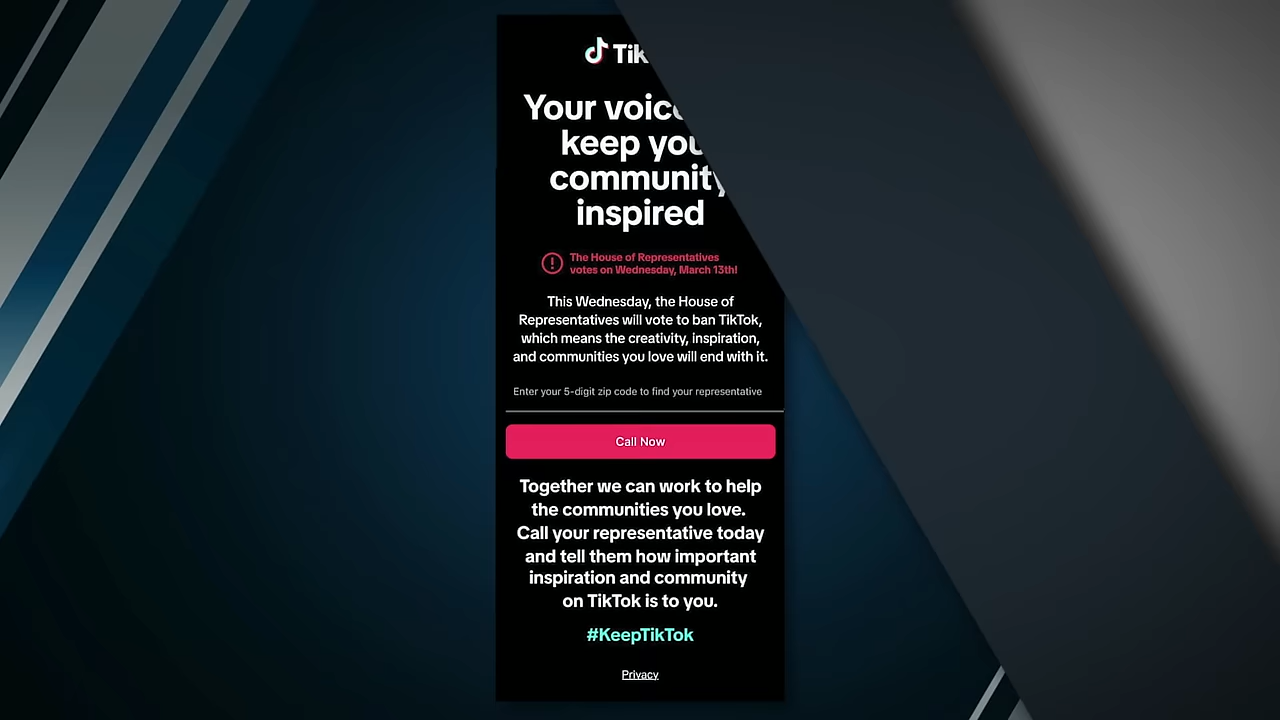 Tik
Your voice
keep you
community
inspired
The House of Representatives
votes on Wednesday, March 13th!
This Wednesday, the House of
Representatives will vote to ban TikTok,
which means the creativity, inspiration,
and communities you love will end with it.
Enter your 5-digit zip code to find your representative
Call Now
Together we can work to help
the communities you love.
Call your representative today
and tell them how important
inspiration and community
on TikTok is to you.
#KeepTikTok
Privacy